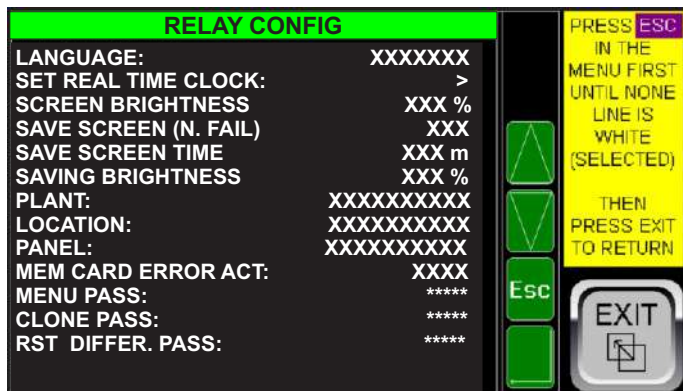 RELAY CONFIG
LANGUAGE: XXXXXXX
SET REAL TIME CLOCK: >
SCREEN BRIGHTNESS XXX %
SAVE SCREEN (N. FAIL) XXX
SAVE SCREEN TIME XXX m
SAVING BRIGHTNESS XXX %
PLANT: XXXXXXXXXX
LOCATION: XXXXXXXXXX
PANEL: XXXXXXXXXX
MEM CARD ERROR ACT: XXXX
MENU PASS: *****
CLONE PASS: *****
RST DIFFER. PASS: *****
Esc
PRESS ESC
IN THE
MENU FIRST
UNTIL NONE
LINE IS
WHITE
(SELECTED)
THEN
PRESS EXIT
TO RETURN
EXIT